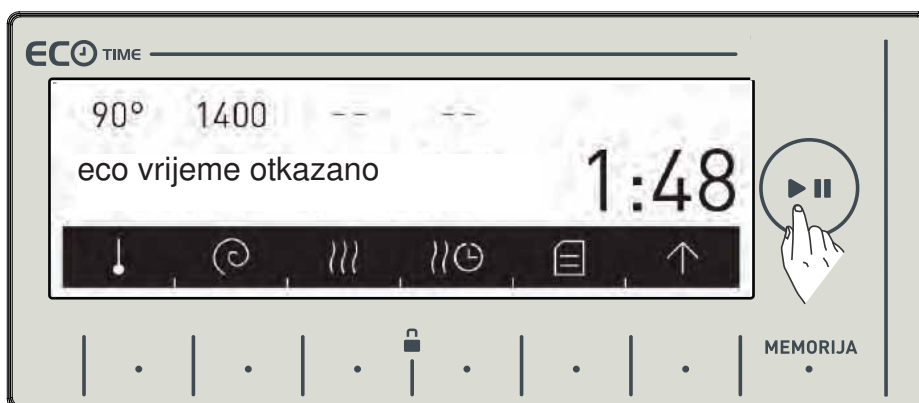 ECO TIME
90° 1400 -- --
eco vrijeme otkazano
1:48
MEMORIJA